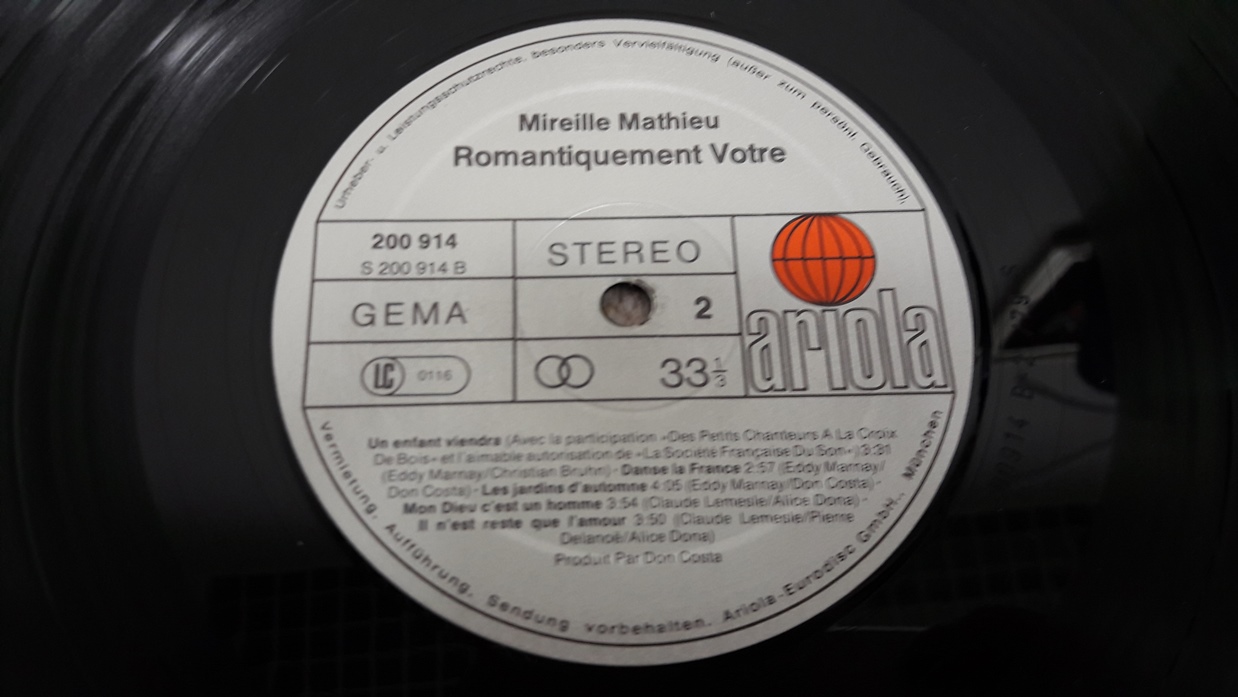 Urheber- u. Leistungsschutzrechte, besonders Vervielfältigung (außer zum persönl. Gebrauch),
Mireille Mathieu
Romantiquement Votre
200 914
S 200 914 B
STEREO
GEMA
2
LC 0116
33 1/3
ariola
Un enfant viendra (Avec la participation »Des Petits Chanteurs A La Croix
De Bois« et l'aimable autorisation de »La Société Française Du Son«) 3:31
(Eddy Marnay/Christian Bruhn) · Danse la France 2:57 (Eddy Marnay/
Don Costa) · Les jardins d'automne 4:05 (Eddy Marnay/Don Costa) ·
Mon Dieu c'est un homme 3:54 (Claude Lemesle/Alice Dona) ·
Il n'est reste que l'amour 3:50 (Claude Lemesle/Pierre
Delanoë/Alice Dona)
Produit Par Don Costa
Vermietung, Aufführung, Sendung vorbehalten. Ariola-Eurodisc GmbH., München